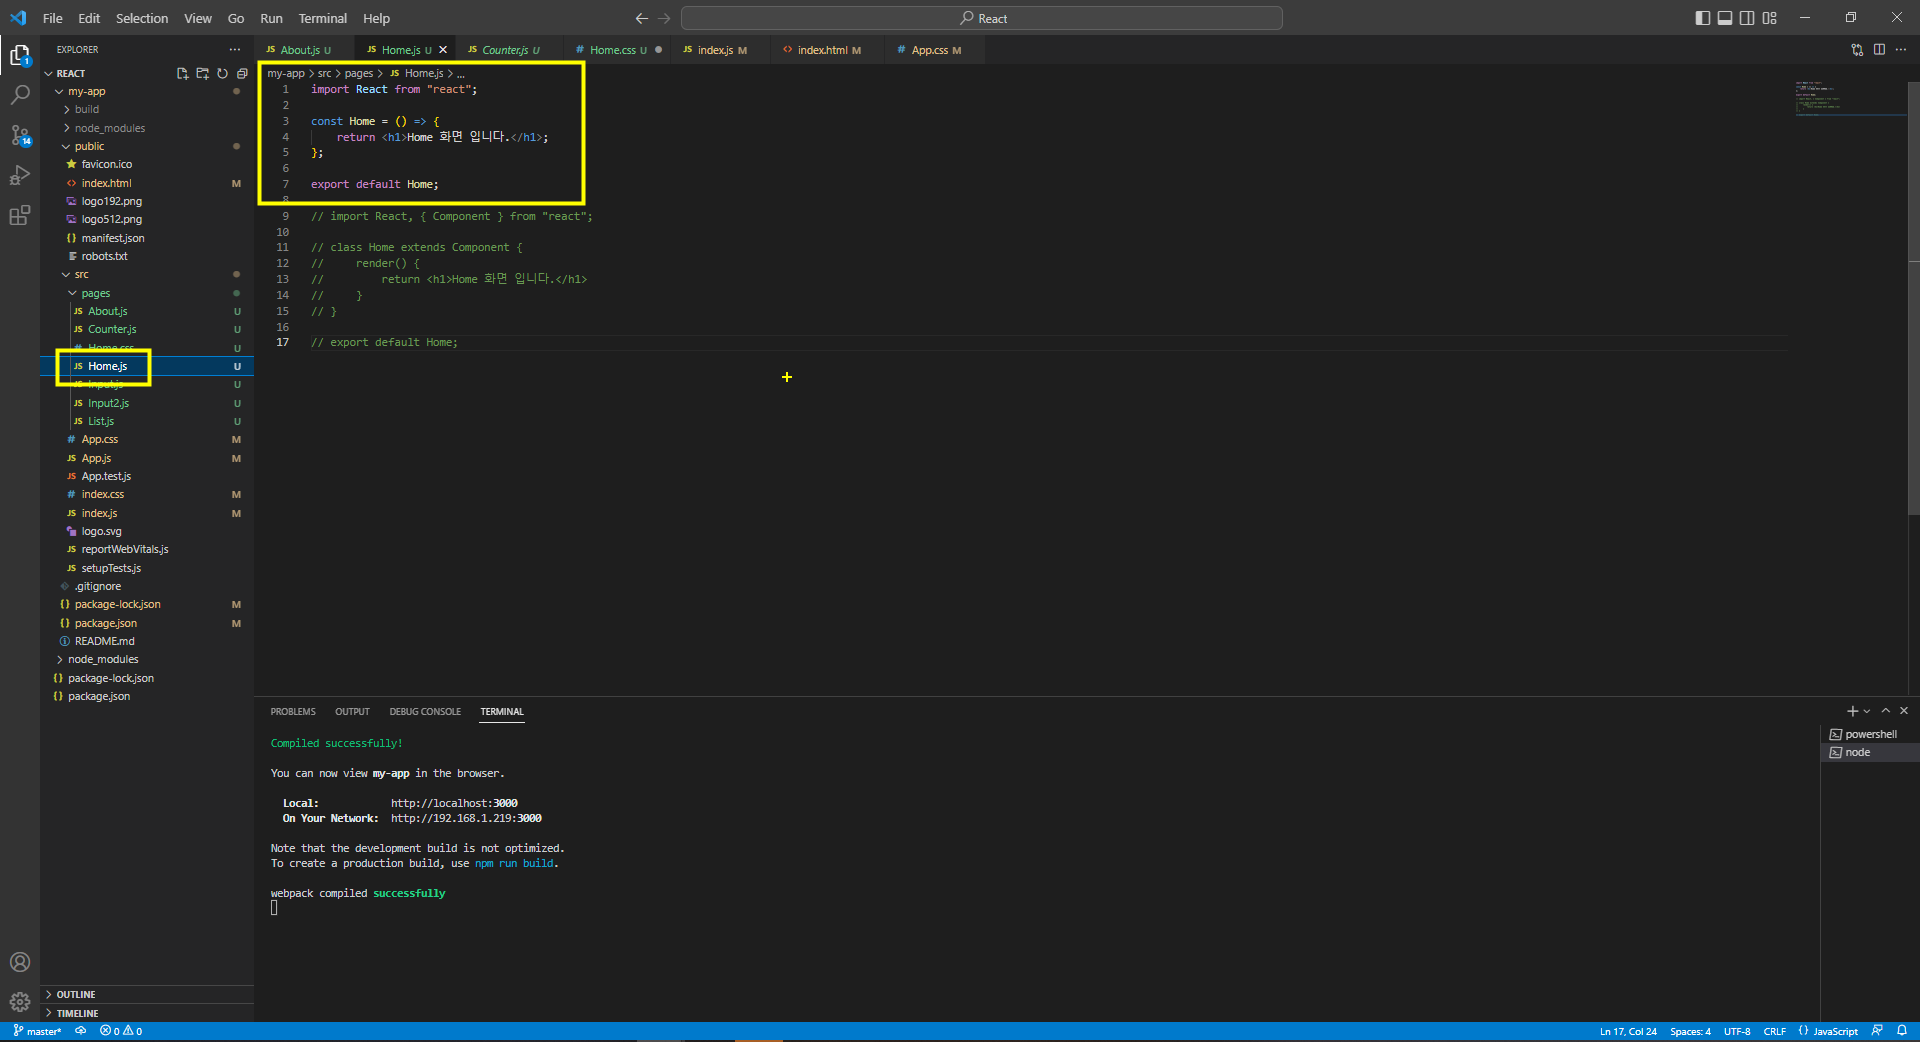 File Edit Selection View Go Run Terminal Help
React
EXPLORER
REACT
my-app
build
node_modules
public
favicon.ico
index.html M
logo192.png
logo512.png
manifest.json
robots.txt
src
pages
About.js U
Counter.js U
Home.css U
Home.js U
Input.js U
Input2.js U
List.js U
App.css M
App.js M
App.test.js
index.css M
index.js M
logo.svg
reportWebVitals.js
setupTests.js
.gitignore
package-lock.json M
package.json M
README.md
node_modules
package-lock.json
package.json
OUTLINE
TIMELINE
About.js U Home.js U Counter.js U Home.css U index.js M index.html M App.css M
my-app > src > pages > JS Home.js > ...
1 import React from "react";
2
3 const Home = () => {
4 return <h1>Home 화면 입니다.</h1>;
5 };
6
7 export default Home;
8
9 // import React, { Component } from "react";
10
11 // class Home extends Component {
12 // render() {
13 // return <h1>Home 화면 입니다.</h1>
14 // }
15 // }
16
17 // export default Home;
PROBLEMS OUTPUT DEBUG CONSOLE TERMINAL
Compiled successfully!
You can now view my-app in the browser.
Local: http://localhost:3000
On Your Network: http://192.168.1.219:3000
Note that the development build is not optimized.
To create a production build, use npm run build.
webpack compiled successfully
powershell
node
master* 0 0 Ln 17, Col 24 Spaces: 4 UTF-8 CRLF {} JavaScript